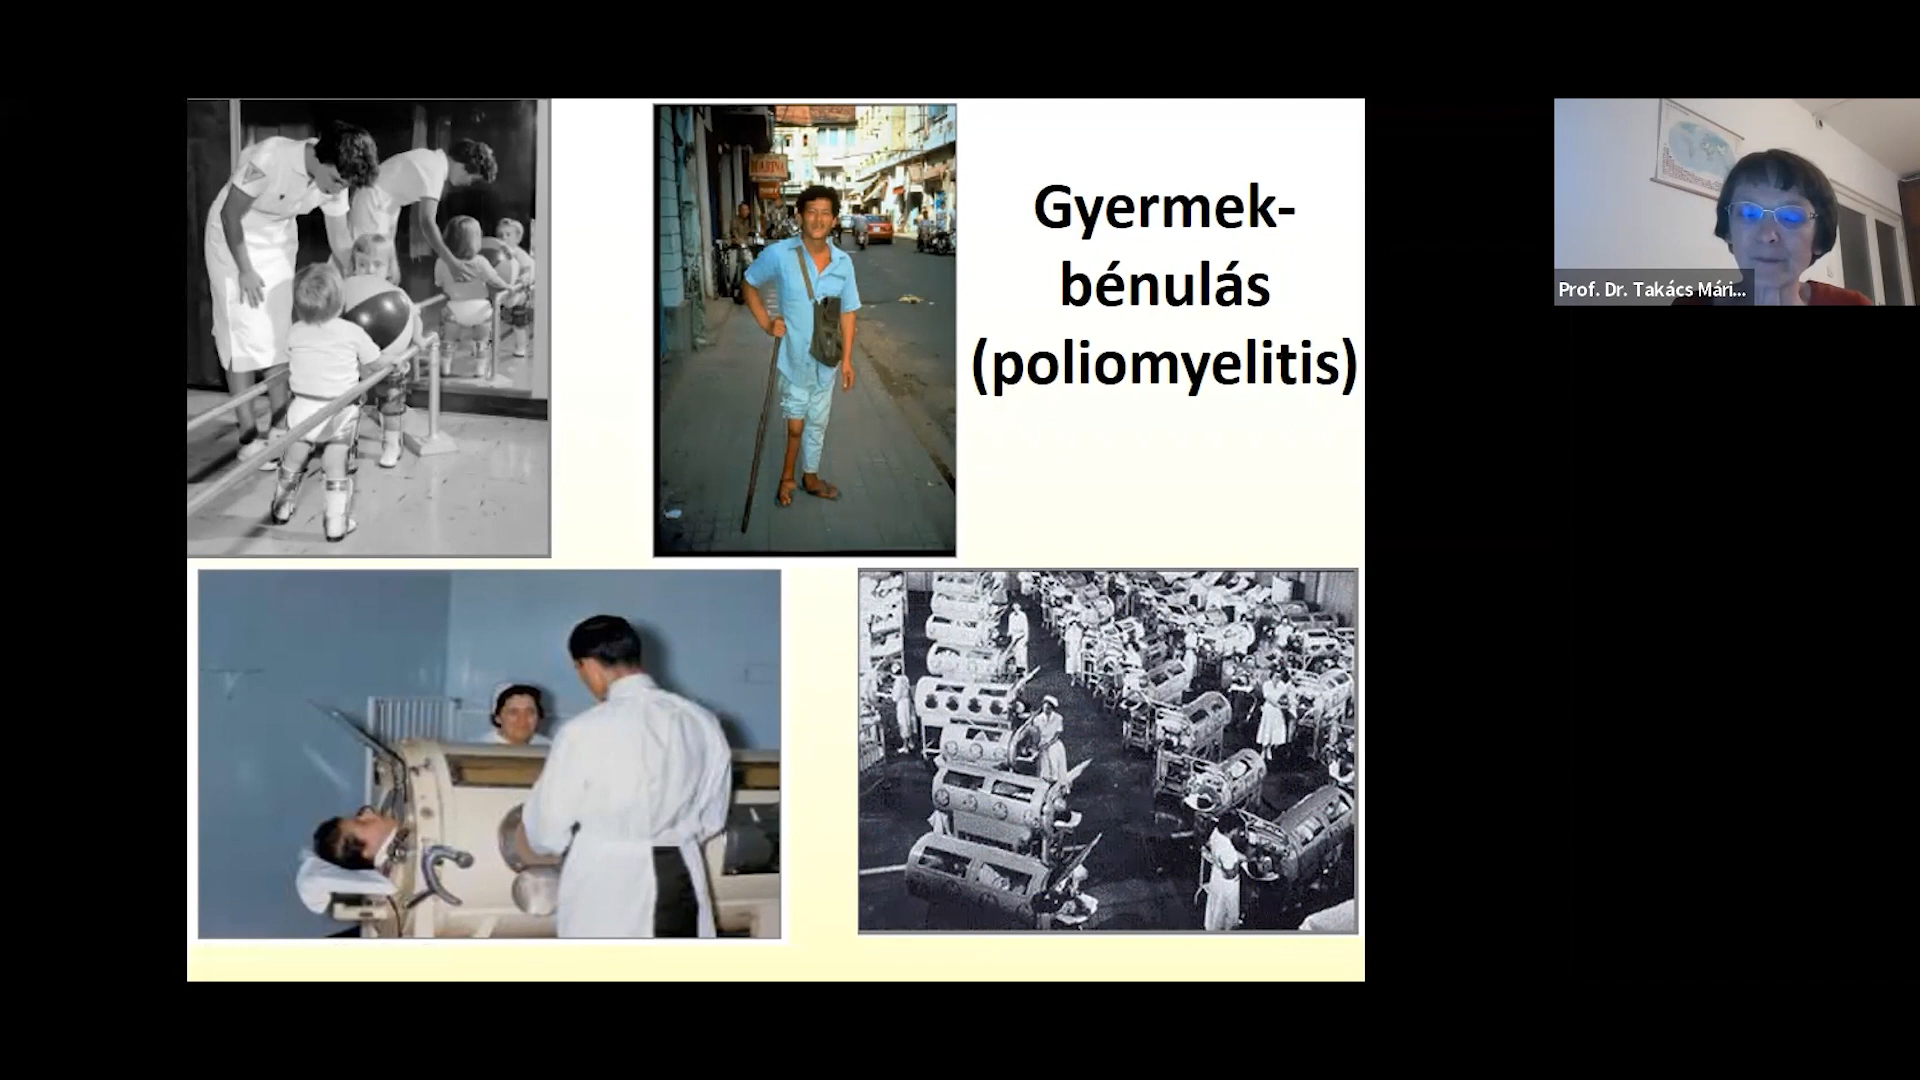 Gyermek-
bénulás
(poliomyelitis)
Prof. Dr. Takács Mári...